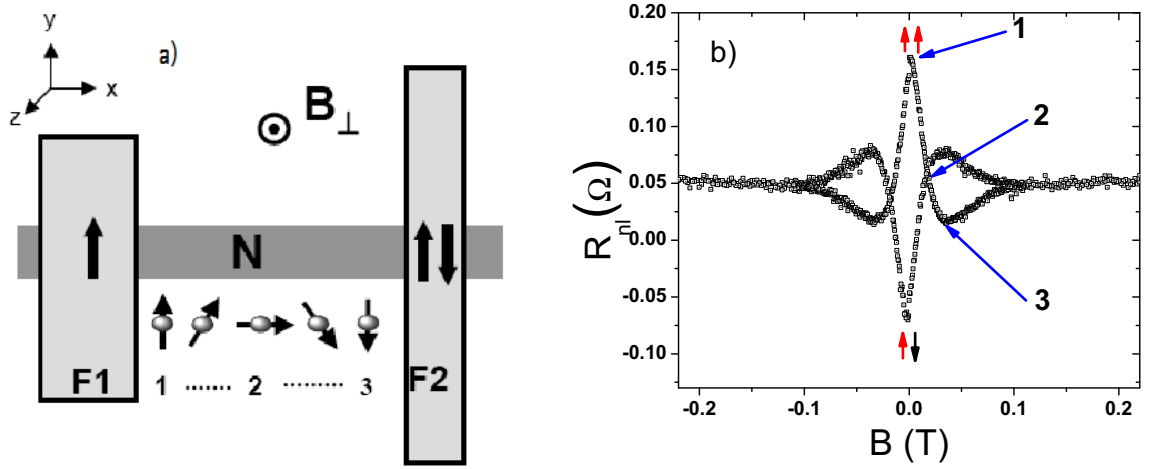 y
a)
x
z
B⊥
N
F1
F2
1 ...... 2 ........ 3
b)
R_nl (Ω)
0.20
0.15
0.10
0.05
0.00
-0.05
-0.10
1
2
3
-0.2 -0.1 0.0 0.1 0.2
B (T)